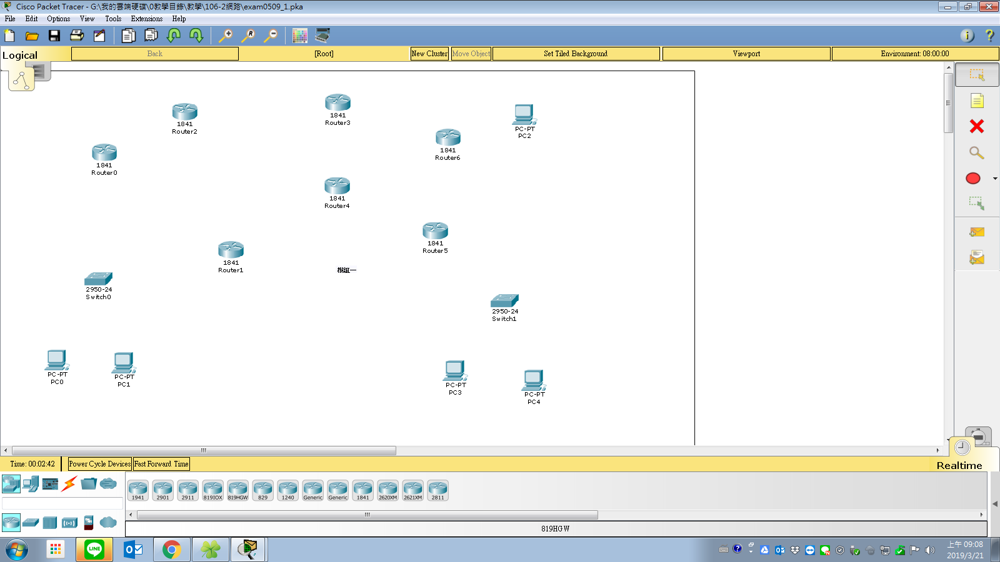 Cisco Packet Tracer - G:\我的雲端硬碟\0教學目錄\教學\106-2網路\exam0509_1.pka
File Edit Options View Tools Extensions Help
Logical Back [Root] New Cluster Move Object Set Tiled Background Viewport Environment: 08:00:00
1841
Router2
1841
Router3
PC-PT
PC2
1841
Router6
1841
Router0
1841
Router4
1841
Router5
1841
Router1
模組一
2950-24
Switch0
2950-24
Switch1
PC-PT
PC0
PC-PT
PC1
PC-PT
PC3
PC-PT
PC4
Time: 00:02:42 Power Cycle Devices Fast Forward Time
Realtime
1941 2901 2911 819IOX 819HGW 829 1240 Generic Generic 1841 2620XM 2621XM 2811
819HGW
LINE
上午 09:08
2019/3/21